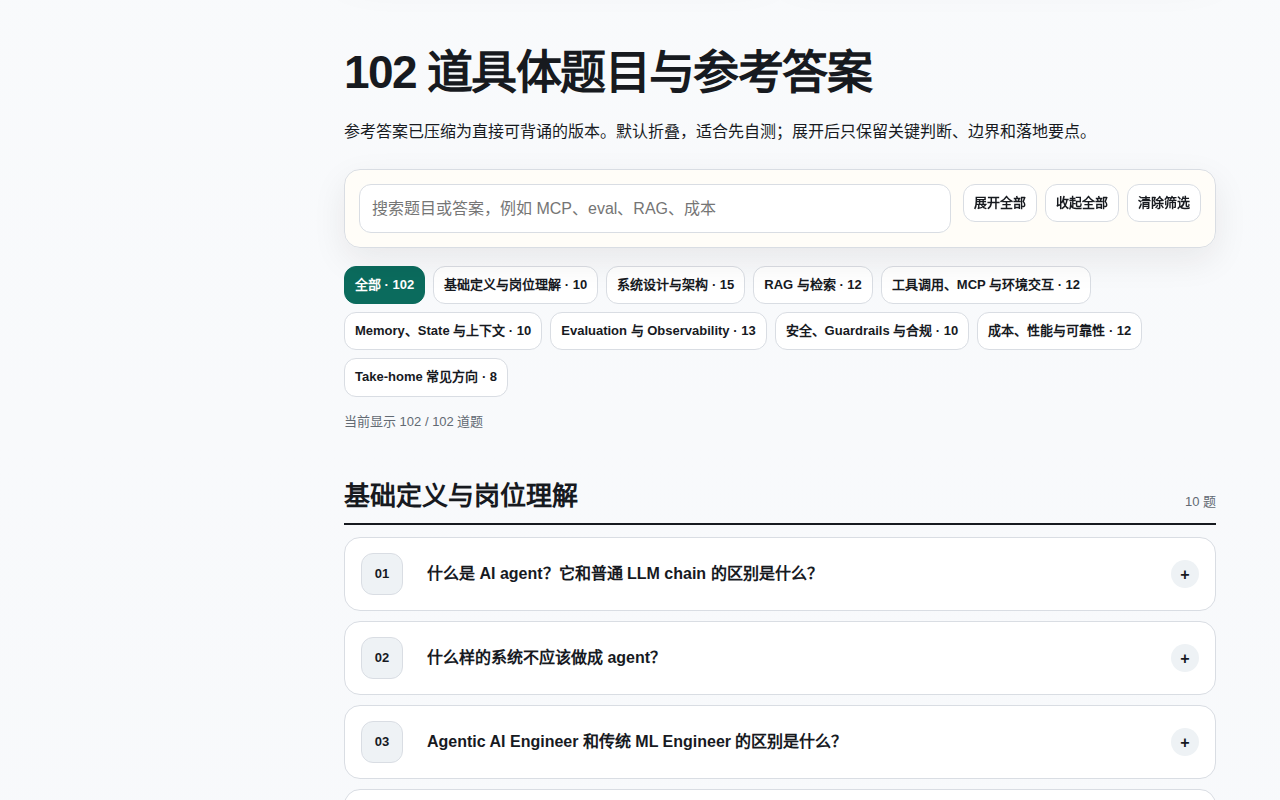 102 道具体题目与参考答案
参考答案已压缩为直接可背诵的版本。默认折叠，适合先自测；展开后只保留关键判断、边界和落地要点。
搜索题目或答案，例如 MCP、eval、RAG、成本
展开全部
收起全部
清除筛选
全部 · 102
基础定义与岗位理解 · 10
系统设计与架构 · 15
RAG 与检索 · 12
工具调用、MCP 与环境交互 · 12
Memory、State 与上下文 · 10
Evaluation 与 Observability · 13
安全、Guardrails 与合规 · 10
成本、性能与可靠性 · 12
Take-home 常见方向 · 8
当前显示 102 / 102 道题
基础定义与岗位理解
10 题
01
什么是 AI agent？它和普通 LLM chain 的区别是什么？
+
02
什么样的系统不应该做成 agent？
+
03
Agentic AI Engineer 和传统 ML Engineer 的区别是什么？
+